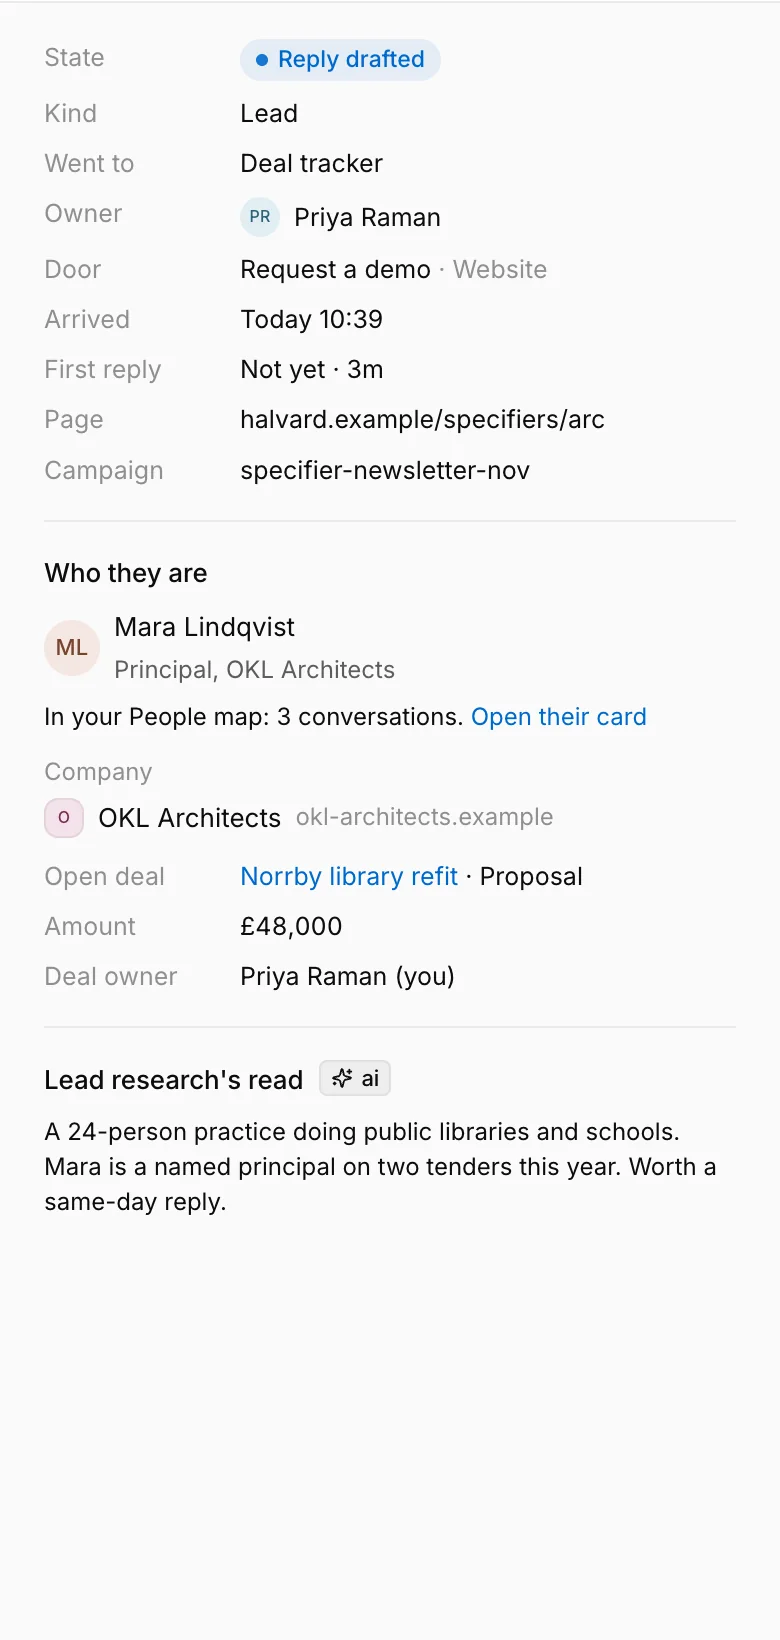 State Reply drafted
Kind Lead
Went to Deal tracker
Owner PR Priya Raman
Door Request a demo · Website
Arrived Today 10:39
First reply Not yet · 3m
Page halvard.example/specifiers/arc
Campaign specifier-newsletter-nov
Who they are
ML Mara Lindqvist
Principal, OKL Architects
In your People map: 3 conversations. Open their card
Company
O OKL Architects okl-architects.example
Open deal Norrby library refit · Proposal
Amount £48,000
Deal owner Priya Raman (you)
Lead research's read ai
A 24-person practice doing public libraries and schools.
Mara is a named principal on two tenders this year. Worth a
same-day reply.